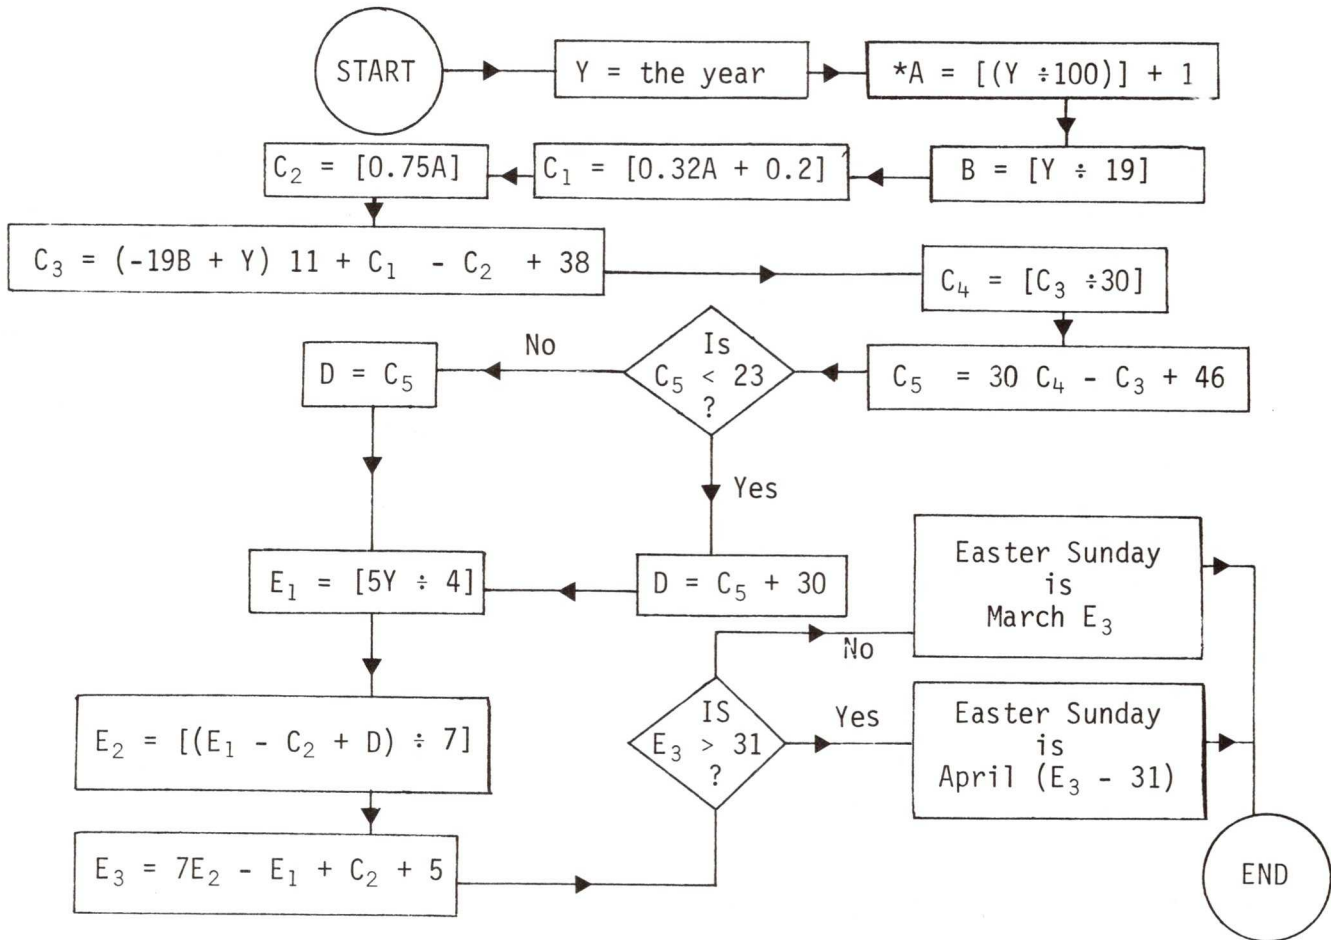 START
Y = the year
*A = [(Y ÷100)] + 1
B = [Y ÷ 19]
C₁ = [0.32A + 0.2]
C₂ = [0.75A]
C₃ = (-19B + Y) 11 + C₁ - C₂ + 38
C₄ = [C₃ ÷30]
C₅ = 30 C₄ - C₃ + 46
Is
C₅ < 23
?
No
D = C₅
Yes
D = C₅ + 30
E₁ = [5Y ÷ 4]
E₂ = [(E₁ - C₂ + D) ÷ 7]
E₃ = 7E₂ - E₁ + C₂ + 5
IS
E₃ > 31
?
No
Easter Sunday
is
March E₃
Yes
Easter Sunday
is
April (E₃ - 31)
END